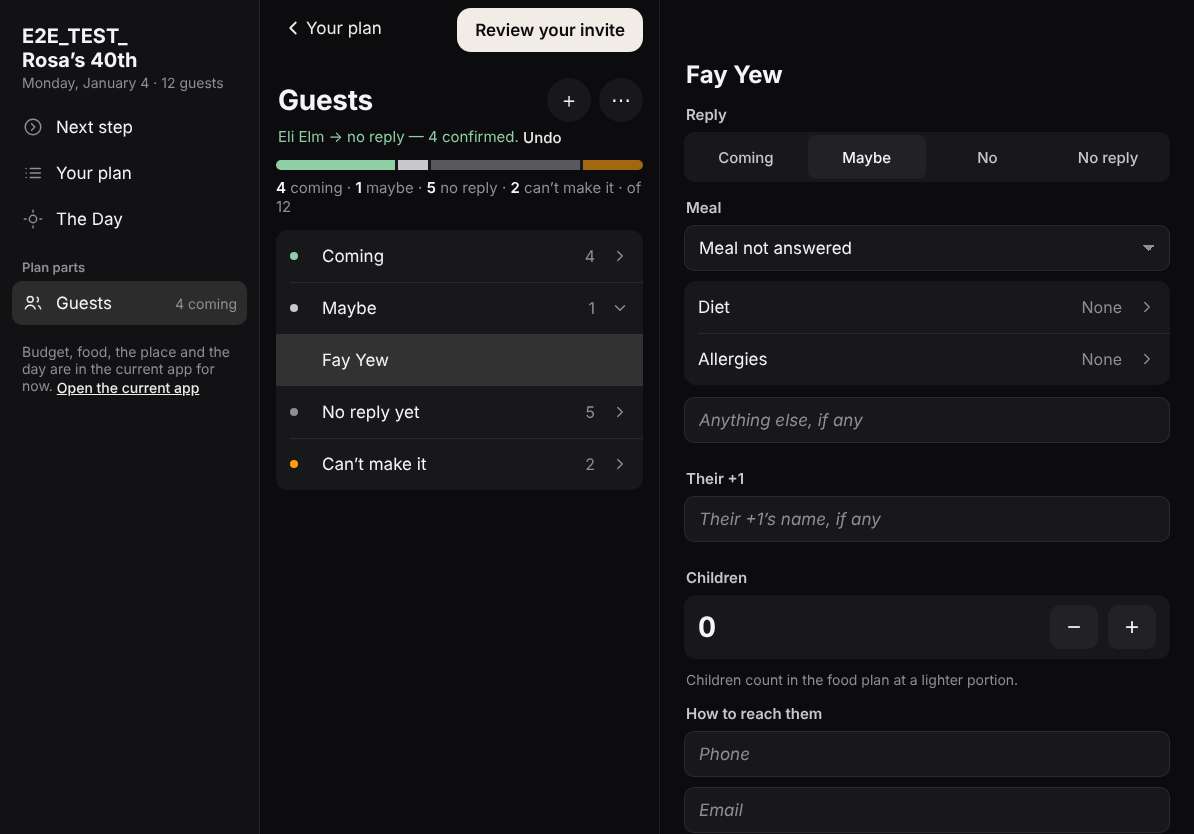 E2E_TEST_
Rosa’s 40th
Monday, January 4 · 12 guests
Next step
Your plan
The Day
Plan parts
Guests 4 coming
Budget, food, the place and the
day are in the current app for
now. Open the current app
Your plan
Review your invite
Guests
+ ···
Eli Elm → no reply — 4 confirmed. Undo
4 coming · 1 maybe · 5 no reply · 2 can’t make it · of
12
Coming 4
Maybe 1
Fay Yew
No reply yet 5
Can’t make it 2
Fay Yew
Reply
Coming Maybe No No reply
Meal
Meal not answered
Diet None
Allergies None
Anything else, if any
Their +1
Their +1’s name, if any
Children
0 − +
Children count in the food plan at a lighter portion.
How to reach them
Phone
Email